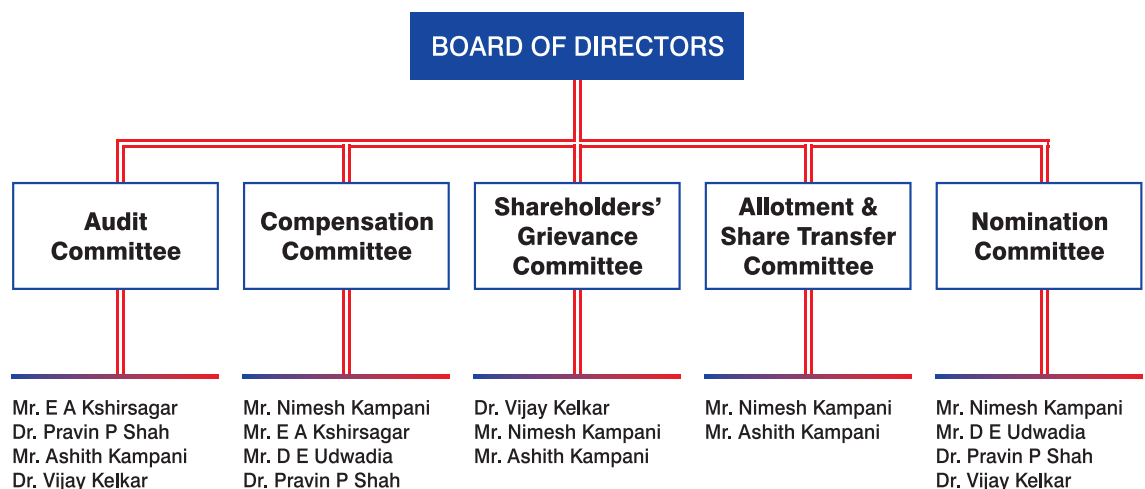 BOARD OF DIRECTORS
Audit
Committee
Compensation
Committee
Shareholders’
Grievance
Committee
Allotment &
Share Transfer
Committee
Nomination
Committee
Mr. E A Kshirsagar
Dr. Pravin P Shah
Mr. Ashith Kampani
Dr. Vijay Kelkar
Mr. Nimesh Kampani
Mr. E A Kshirsagar
Mr. D E Udwadia
Dr. Pravin P Shah
Dr. Vijay Kelkar
Mr. Nimesh Kampani
Mr. Ashith Kampani
Mr. Nimesh Kampani
Mr. Ashith Kampani
Mr. Nimesh Kampani
Mr. D E Udwadia
Dr. Pravin P Shah
Dr. Vijay Kelkar